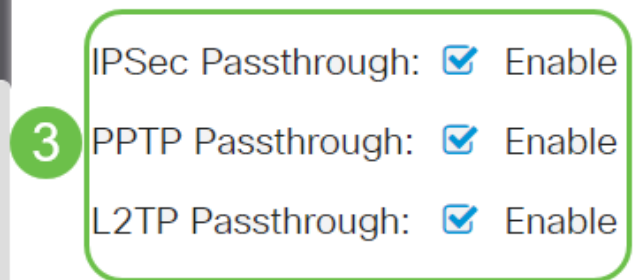 IPSec Passthrough: Enable
3 PPTP Passthrough: Enable
L2TP Passthrough: Enable